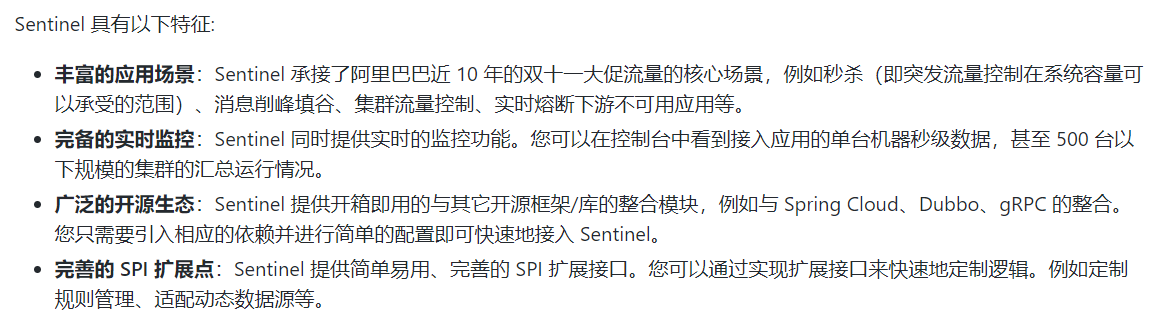 Sentinel 具有以下特征:
• 丰富的应用场景：Sentinel 承接了阿里巴巴近 10 年的双十一大促流量的核心场景，例如秒杀（即突发流量控制在系统容量可
以承受的范围）、消息削峰填谷、集群流量控制、实时熔断下游不可用应用等。
• 完备的实时监控：Sentinel 同时提供实时的监控功能。您可以在控制台中看到接入应用的单台机器秒级数据，甚至 500 台以
下规模的集群的汇总运行情况。
• 广泛的开源生态：Sentinel 提供开箱即用的与其它开源框架/库的整合模块，例如与 Spring Cloud、Dubbo、gRPC 的整合。
您只需要引入相应的依赖并进行简单的配置即可快速地接入 Sentinel。
• 完善的 SPI 扩展点：Sentinel 提供简单易用、完善的 SPI 扩展接口。您可以通过实现扩展接口来快速地定制逻辑。例如定制
规则管理、适配动态数据源等。